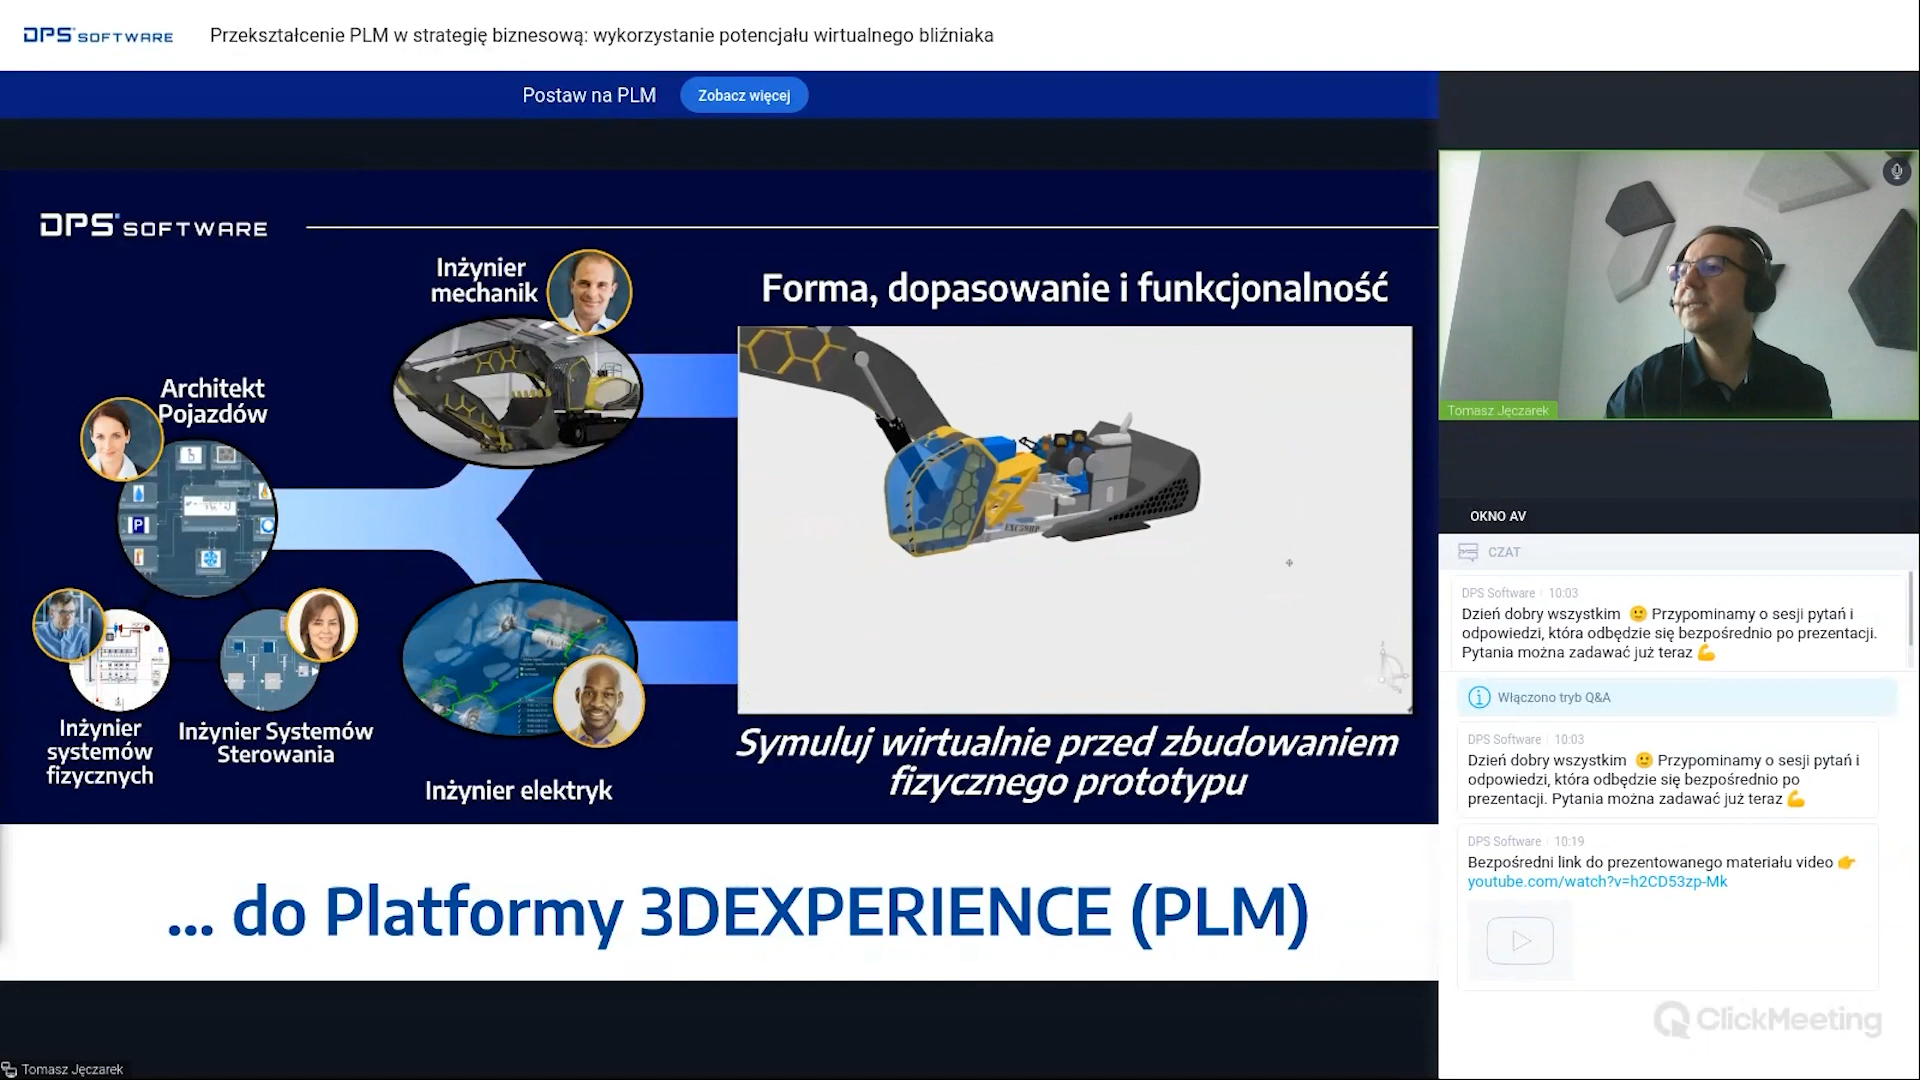 DPS SOFTWARE
Przekształcenie PLM w strategię biznesową: wykorzystanie potencjału wirtualnego bliźniaka
Postaw na PLM
Zobacz więcej
DPS SOFTWARE
Inżynier
mechanik
Architekt
Pojazdów
P
Inżynier
systemów
fizycznych
Inżynier Systemów
Sterowania
Inżynier elektryk
Forma, dopasowanie i funkcjonalność
Symuluj wirtualnie przed zbudowaniem
fizycznego prototypu
... do Platformy 3DEXPERIENCE (PLM)
Tomasz Jęczarek
Tomasz Jęczarek
OKNO AV
CZAT
DPS Software 10:03
Dzień dobry wszystkim 🙂 Przypominamy o sesji pytań i
odpowiedzi, która odbędzie się bezpośrednio po prezentacji.
Pytania można zadawać już teraz 💪
Włączono tryb Q&A
DPS Software 10:03
Dzień dobry wszystkim 🙂 Przypominamy o sesji pytań i
odpowiedzi, która odbędzie się bezpośrednio po
prezentacji. Pytania można zadawać już teraz 💪
DPS Software 10:19
Bezpośredni link do prezentowanego materiału video 👉
youtube.com/watch?v=h2CD53zp-Mk
ClickMeeting